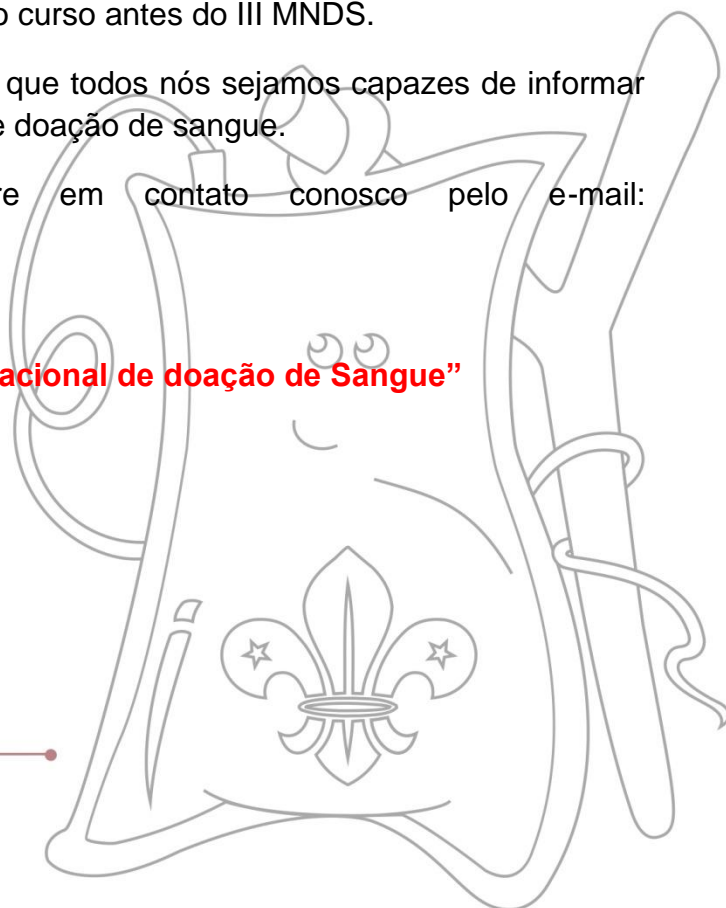 o curso antes do III MNDS.
que todos nós sejamos capazes de informar
e doação de sangue.
re em contato conosco pelo e-mail:
acional de doação de Sangue”